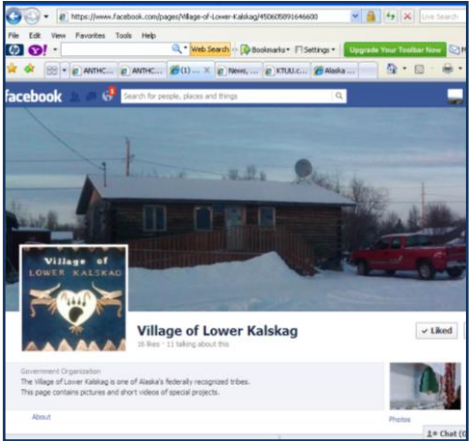 https://www.facebook.com/pages/Village-of-Lower-Kalskag/450605891646600
Live Search
File Edit View Favorites Tools Help
Web Search Bookmarks Settings Upgrade Your Toolbar Now
ANTHC... ANTHC... (1) ... X News, ... KTUU.c... Alaska ...
facebook 1 Search for people, places and things
Village of
LOWER KALSKAG
Village of Lower Kalskag
Liked
16 likes · 11 talking about this
Government Organization
The Village of Lower Kalskag is one of Alaska's federally recognized tribes.
This page contains pictures and short videos of special projects.
About
Photos
Chat